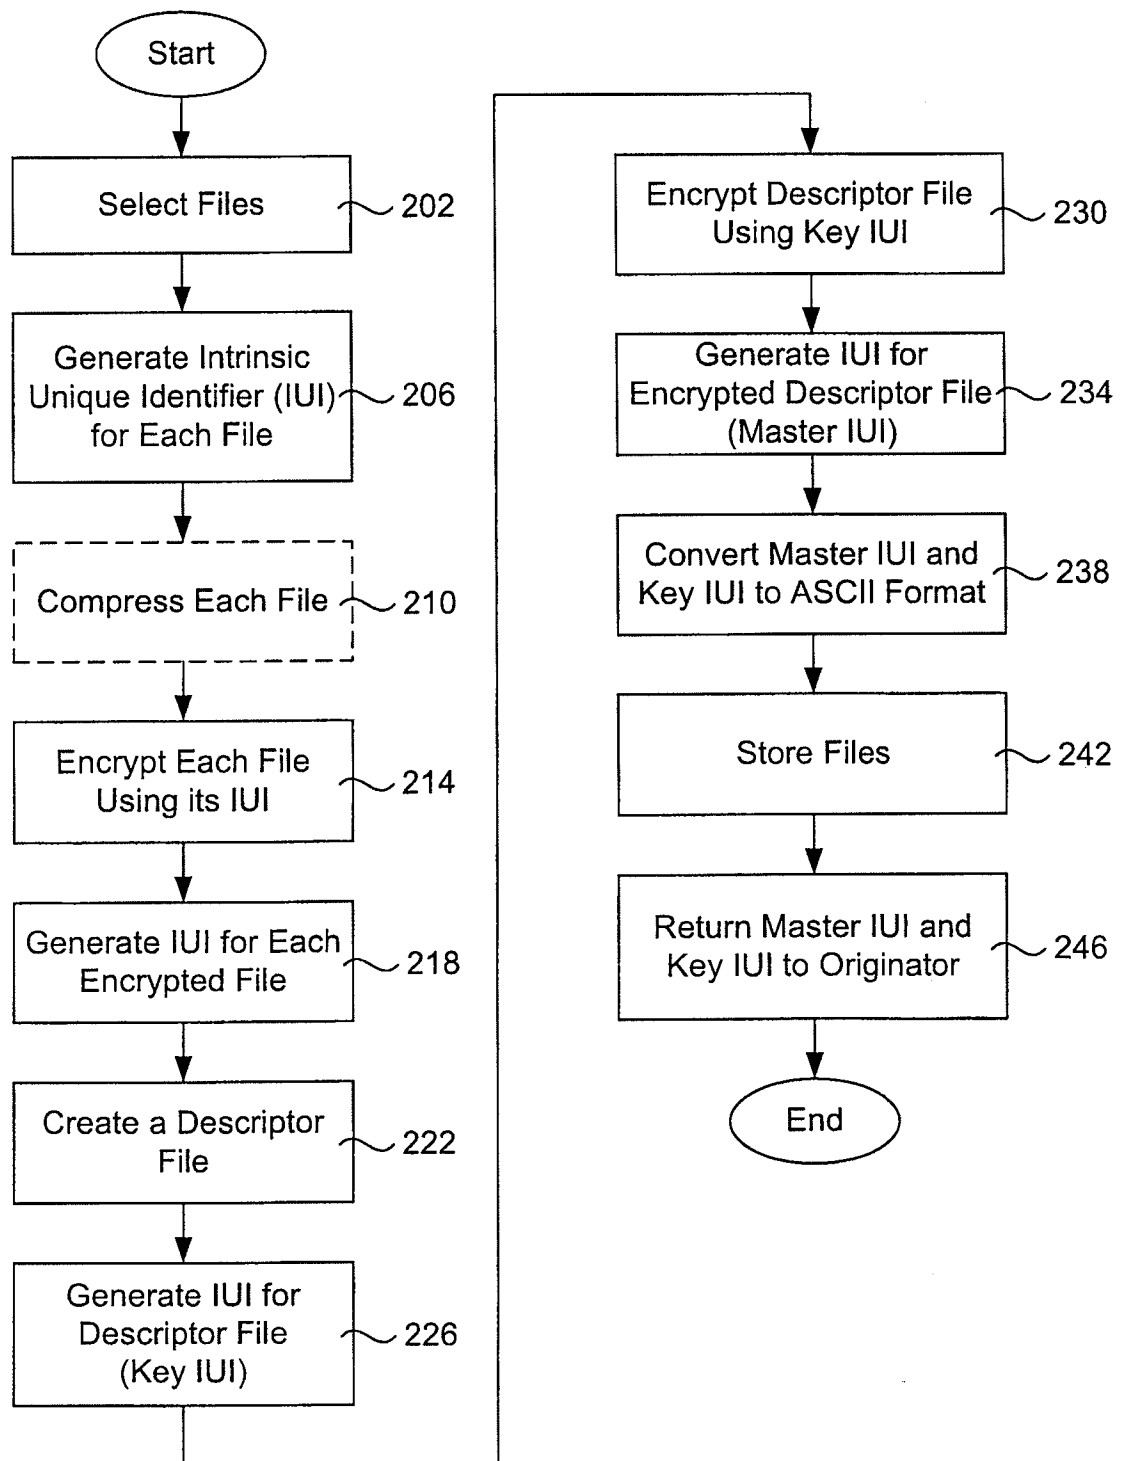 Start
Select Files
202
Generate Intrinsic
Unique Identifier (IUI)
for Each File
206
Compress Each File
210
Encrypt Each File
Using its IUI
214
Generate IUI for Each
Encrypted File
218
Create a Descriptor
File
222
Generate IUI for
Descriptor File
(Key IUI)
226
Encrypt Descriptor File
Using Key IUI
230
Generate IUI for
Encrypted Descriptor File
(Master IUI)
234
Convert Master IUI and
Key IUI to ASCII Format
238
Store Files
242
Return Master IUI and
Key IUI to Originator
246
End